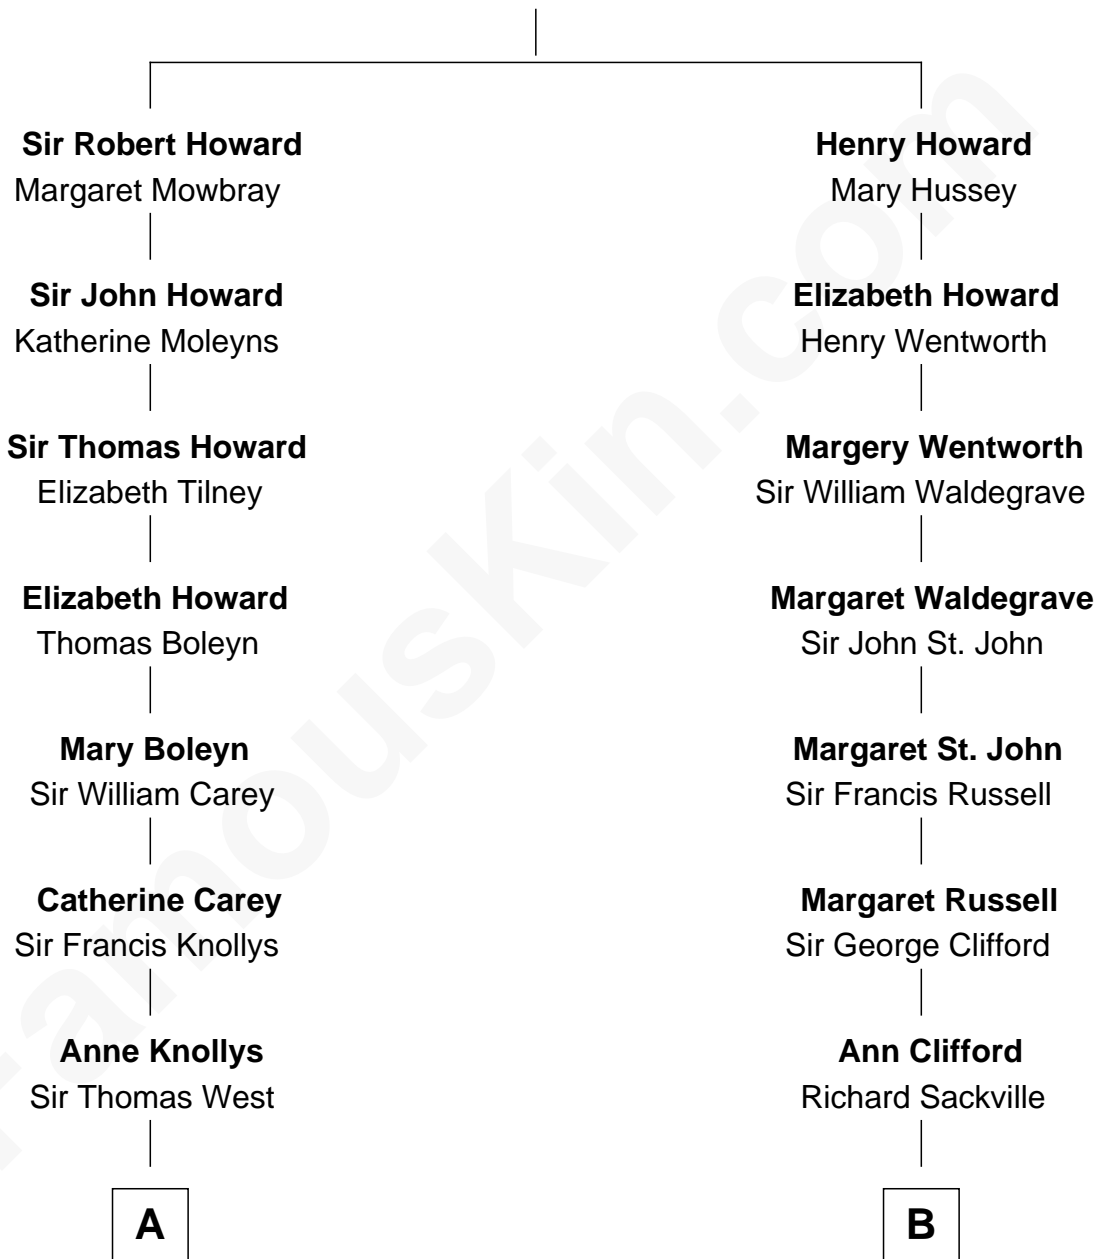 Sir Robert Howard
Margaret Mowbray
Sir John Howard
Katherine Moleyns
Sir Thomas Howard
Elizabeth Tilney
Elizabeth Howard
Thomas Boleyn
Mary Boleyn
Sir William Carey
Catherine Carey
Sir Francis Knollys
Anne Knollys
Sir Thomas West
A
Henry Howard
Mary Hussey
Elizabeth Howard
Henry Wentworth
Margery Wentworth
Sir William Waldegrave
Margaret Waldegrave
Sir John St. John
Margaret St. John
Sir Francis Russell
Margaret Russell
Sir George Clifford
Ann Clifford
Richard Sackville
B
FamousKin.com